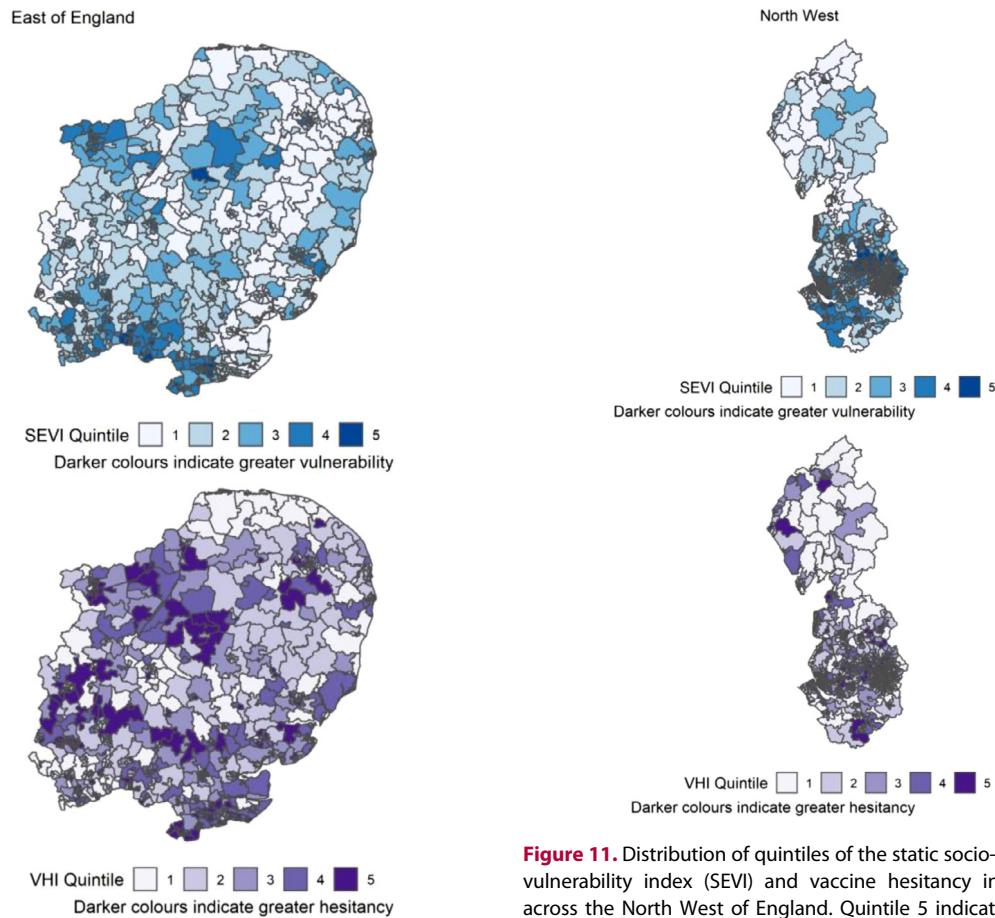 East of England
SEVI Quintile 1 2 3 4 5
Darker colours indicate greater vulnerability
VHI Quintile 1 2 3 4 5
Darker colours indicate greater hesitancy
North West
SEVI Quintile 1 2 3 4 5
Darker colours indicate greater vulnerability
VHI Quintile 1 2 3 4 5
Darker colours indicate greater hesitancy
Figure 11. Distribution of quintiles of the static socio-
vulnerability index (SEVI) and vaccine hesitancy in
across the North West of England. Quintile 5 indicat